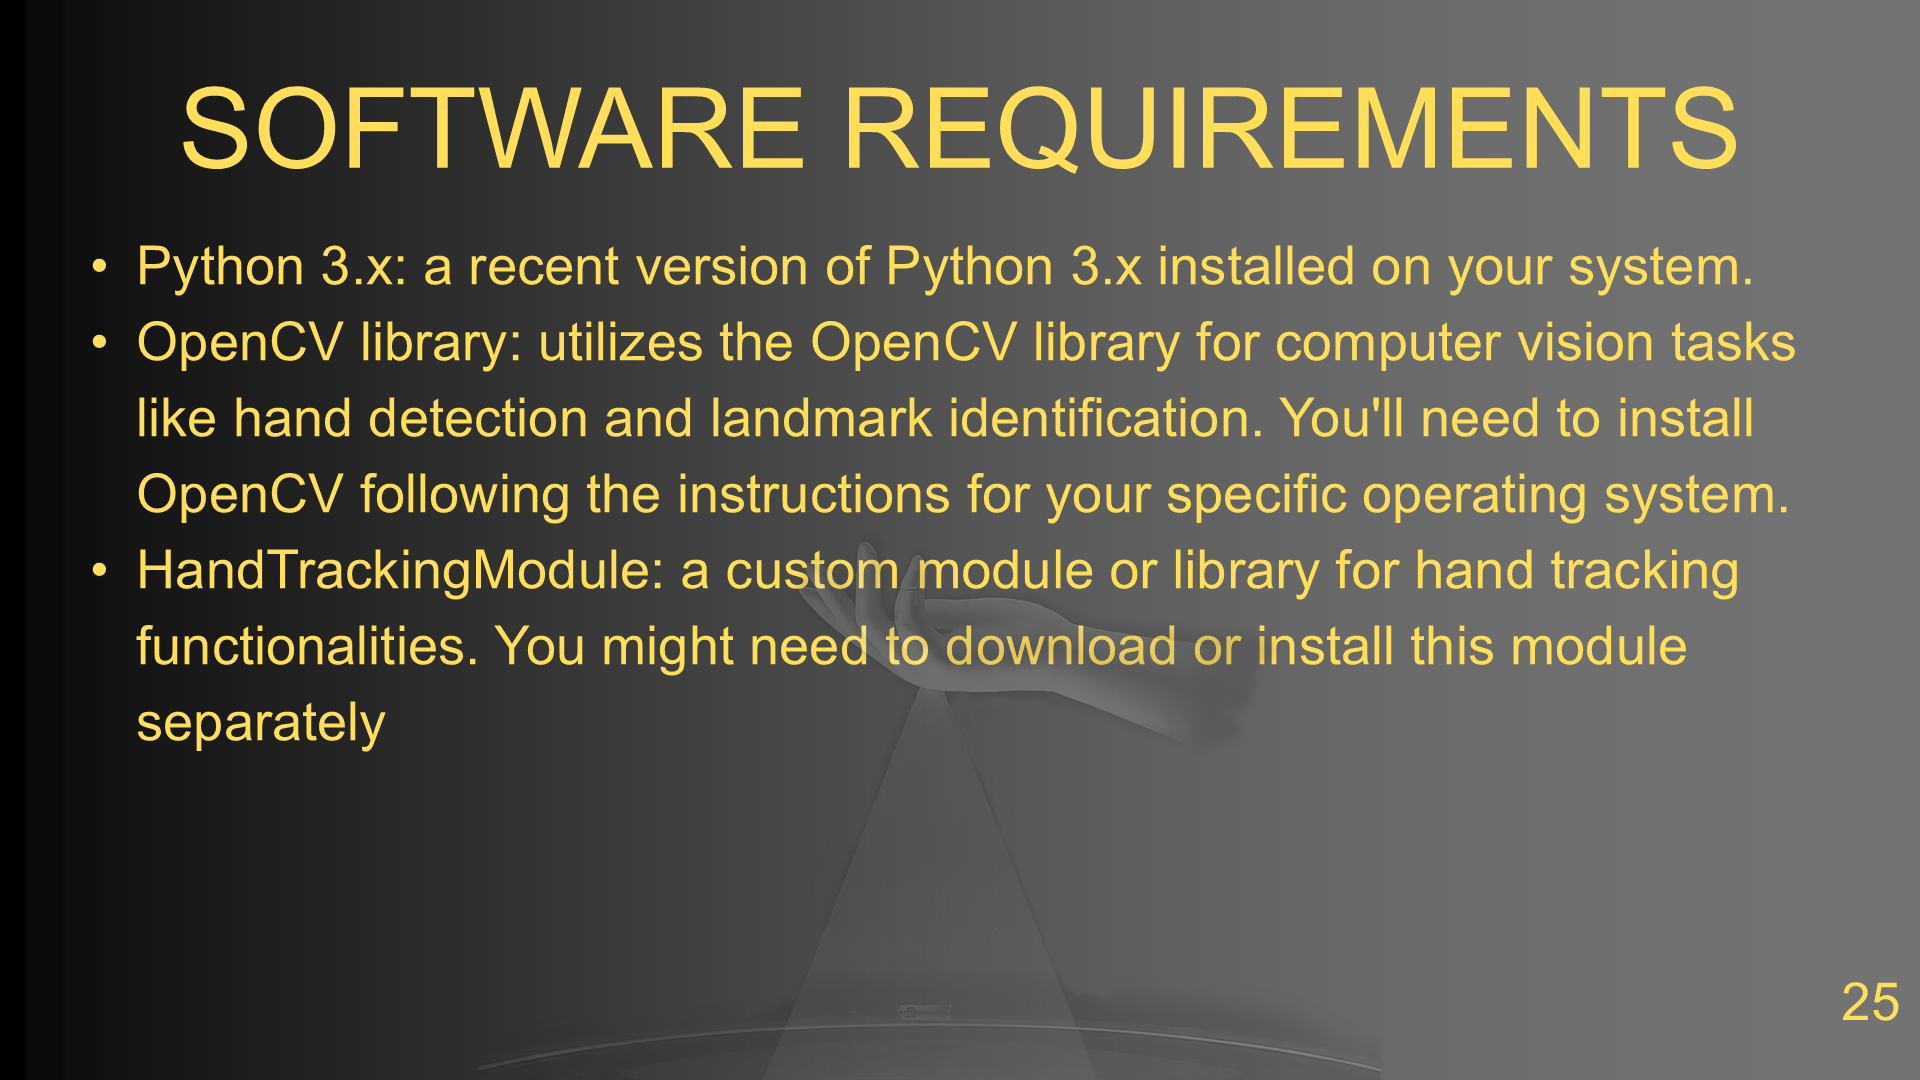 SOFTWARE REQUIREMENTS
• Python 3.x: a recent version of Python 3.x installed on your system.
• OpenCV library: utilizes the OpenCV library for computer vision tasks
like hand detection and landmark identification. You'll need to install
OpenCV following the instructions for your specific operating system.
• HandTrackingModule: a custom module or library for hand tracking
functionalities. You might need to download or install this module
separately
25